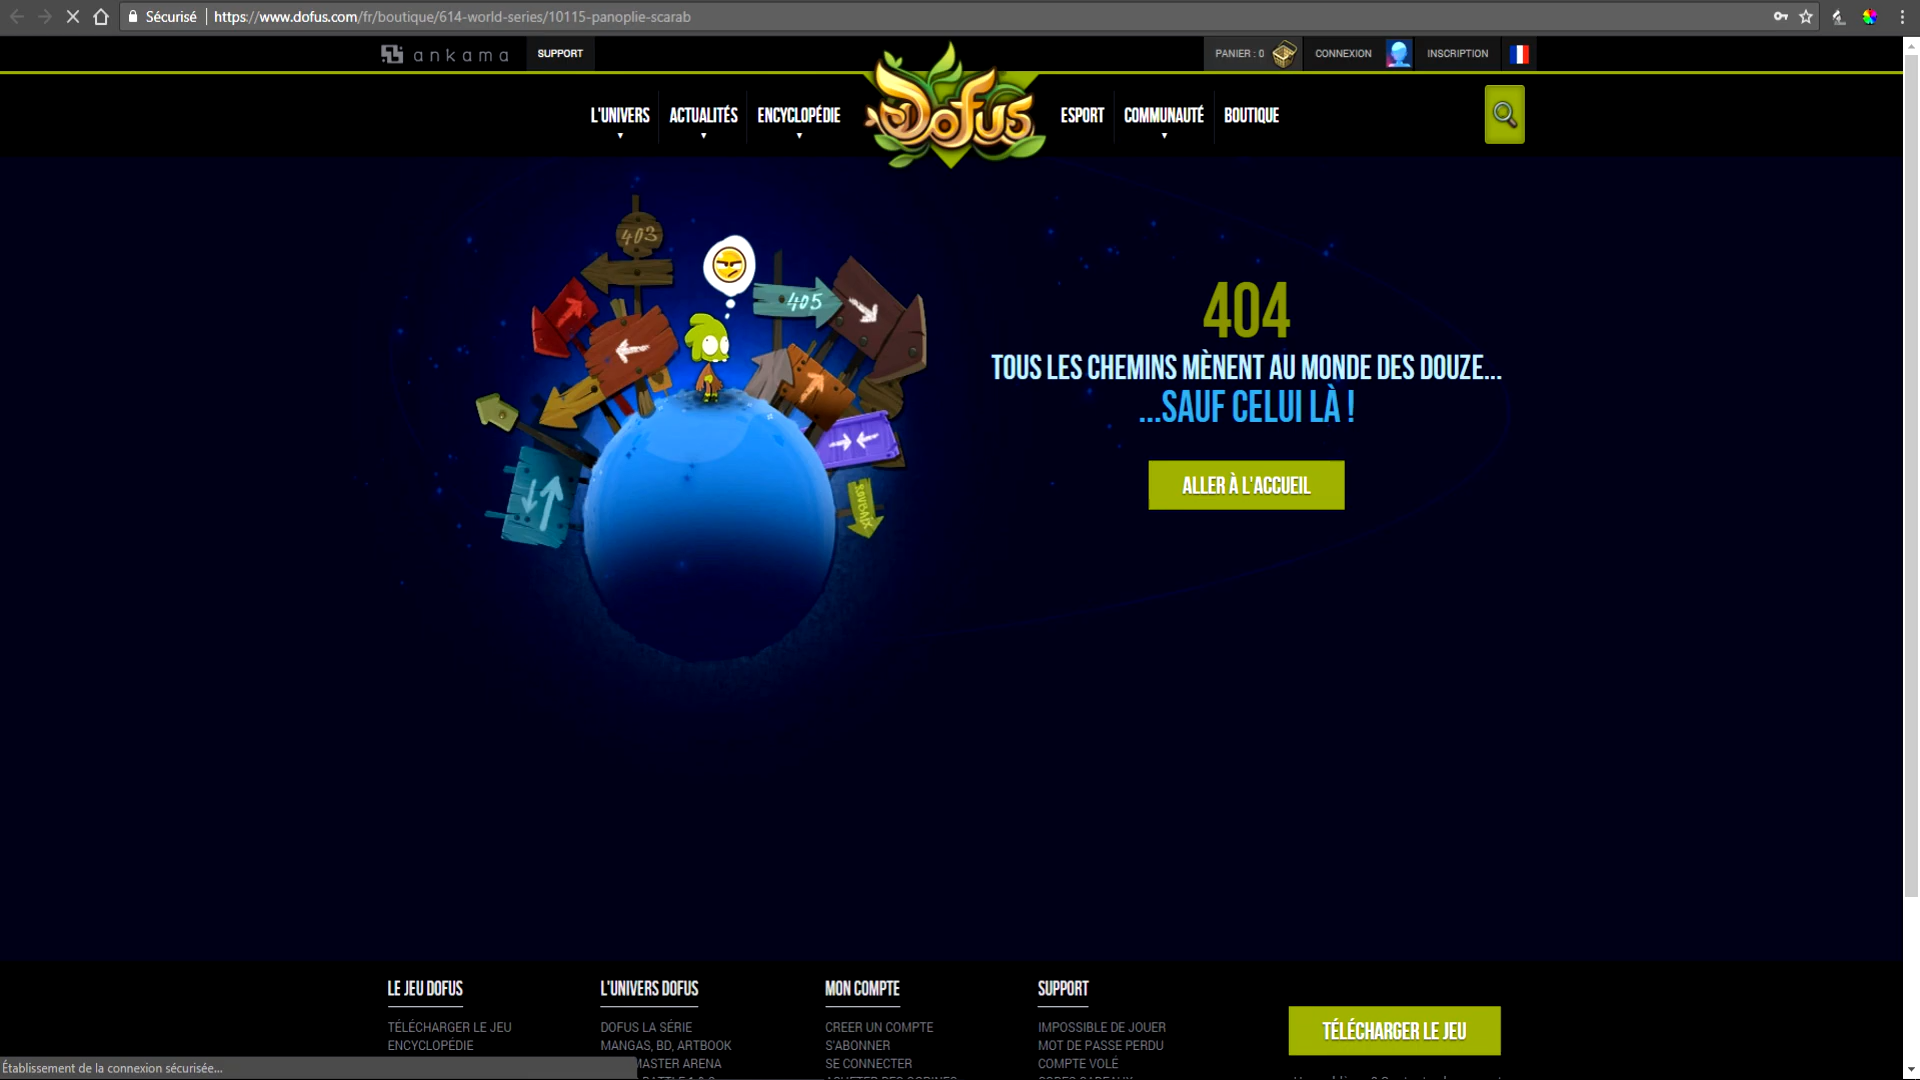 Sécurisé
https://www.dofus.com/fr/boutique/614-world-series/10115-panoplie-scarab
ankama
SUPPORT
PANIER : 0
CONNEXION
INSCRIPTION
L'UNIVERS
ACTUALITÉS
ENCYCLOPÉDIE
DOFUS
ESPORT
COMMUNAUTÉ
BOUTIQUE
403
405
ROUBAIX
404
TOUS LES CHEMINS MÈNENT AU MONDE DES DOUZE...
...SAUF CELUI LÀ !
ALLER À L'ACCUEIL
LE JEU DOFUS
TÉLÉCHARGER LE JEU
ENCYCLOPÉDIE
L'UNIVERS DOFUS
DOFUS LA SÉRIE
MANGAS, BD, ARTBOOK
MASTER ARENA
MON COMPTE
CREER UN COMPTE
S'ABONNER
SE CONNECTER
SUPPORT
IMPOSSIBLE DE JOUER
MOT DE PASSE PERDU
COMPTE VOLÉ
TÉLÉCHARGER LE JEU
Établissement de la connexion sécurisée...